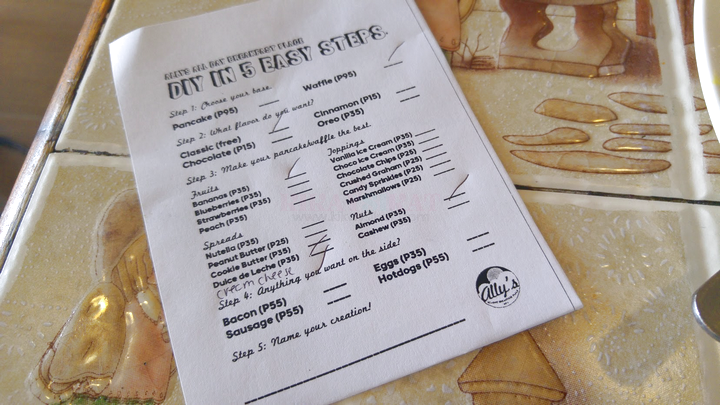 ALLY'S ALL DAY BREAKFAST PLACE
DIY IN 5 EASY STEPS.
Step 1: Choose your base
Pancake (P95)
Waffle (P95)
Step 2: What flavor do you want?
Classic (free)
Chocolate (P15)
Cinnamon (P15)
Oreo (P35)
Step 3: Make your pancake/waffle the best.
Fruits
Bananas (P35)
Blueberries (P35)
Strawberries (P35)
Peach (P35)
Toppings
Vanilla Ice Cream (P35)
Choco Ice Cream (P35)
Chocolate Chips (P25)
Crushed Graham (P25)
Candy Sprinkles (P25)
Marshmallows (P25)
Spreads
Nutella (P35)
Peanut Butter (P25)
Cookie Butter (P35)
Dulce de Leche (P35)
cream cheese
Nuts
Almond (P35)
Cashew (P35)
Step 4: Anything you want on the side?
Bacon (P55)
Sausage (P55)
Eggs (P35)
Hotdogs (P55)
Step 5: Name your creation!
Ally's